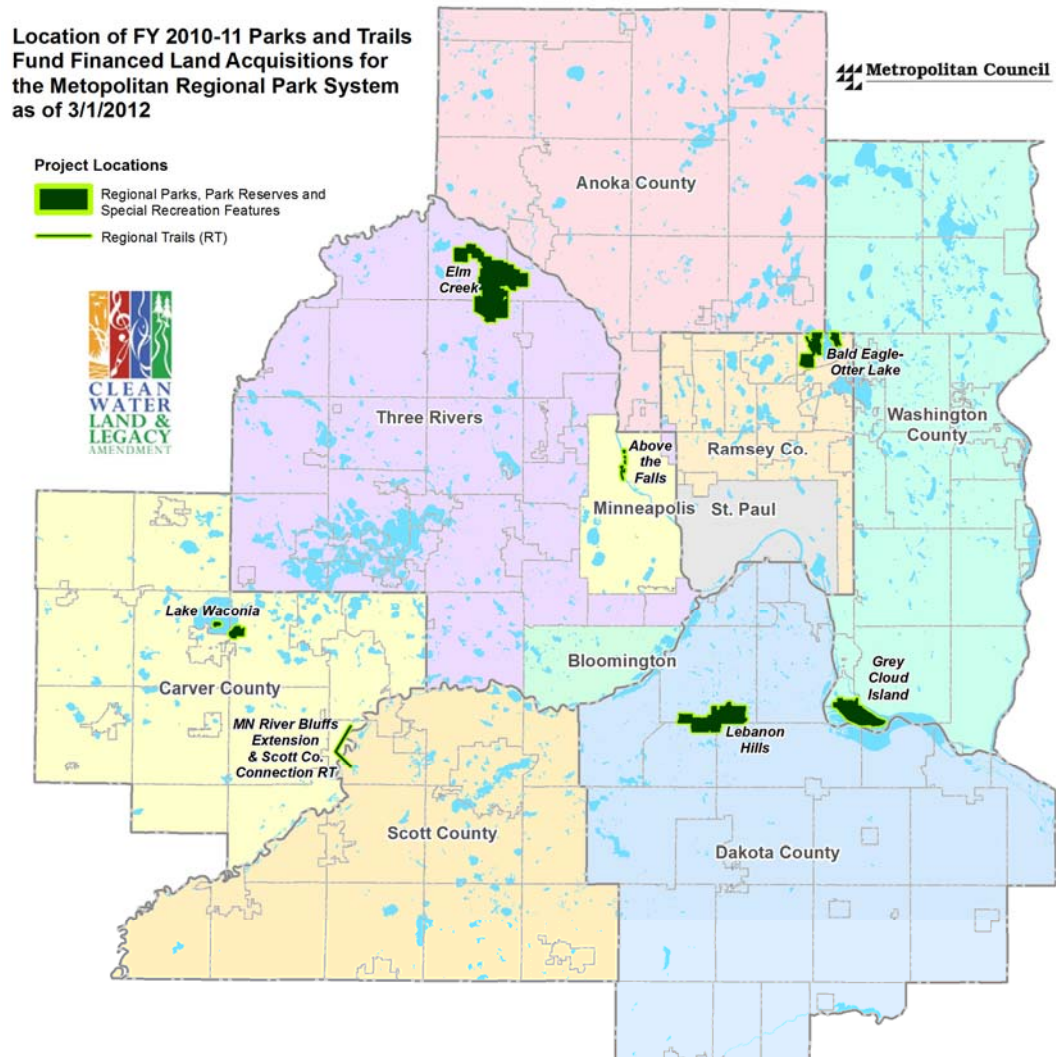 Location of FY 2010-11 Parks and Trails
Fund Financed Land Acquisitions for
the Metopolitan Regional Park System
as of 3/1/2012
Metropolitan Council
Project Locations
Regional Parks, Park Reserves and
Special Recreation Features
Regional Trails (RT)
CLEAN
WATER
LAND &
LEGACY
AMENDMENT
Anoka County
Elm
Creek
Bald Eagle-
Otter Lake
Three Rivers
Washington
County
Above
the
Falls
Ramsey Co.
Minneapolis
St. Paul
Lake Waconia
Carver County
Bloomington
Grey
Cloud
Island
MN River Bluffs
Extension
& Scott Co.
Connection RT
Lebanon
Hills
Scott County
Dakota County